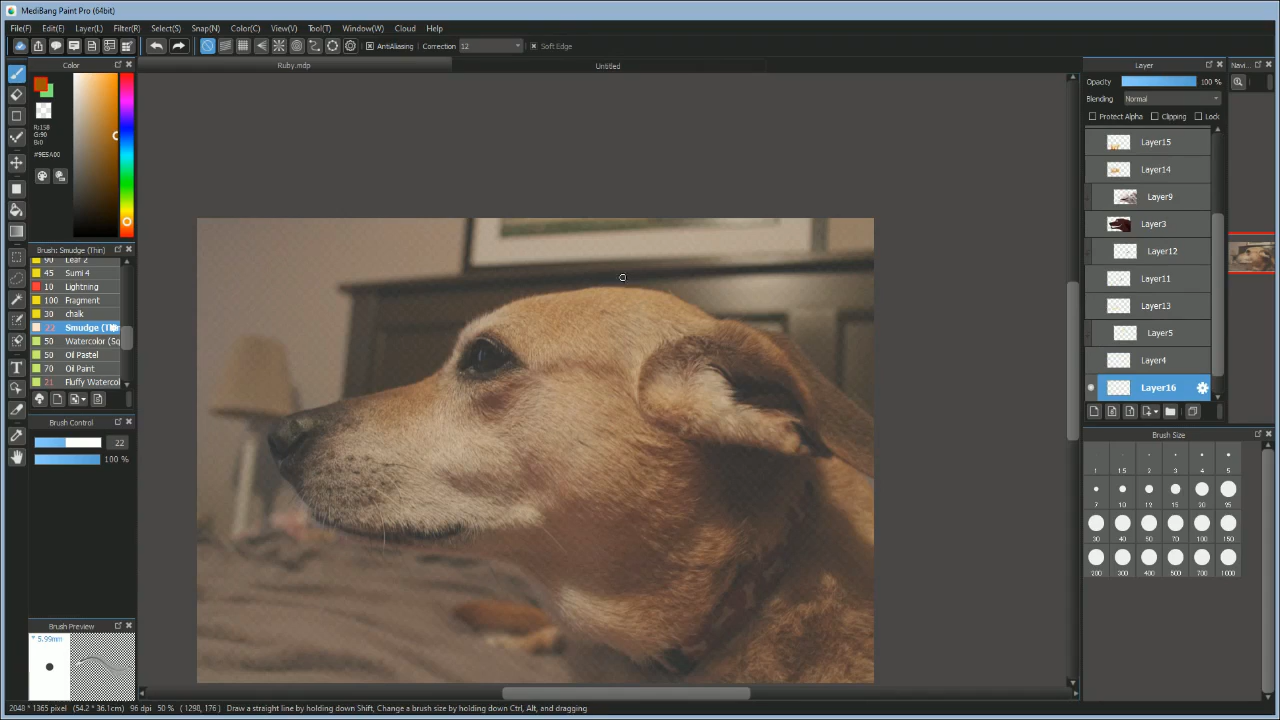 MediBang Paint Pro (64bit)
File(F) Edit(E) Layer(L) Filter(R) Select(S) Snap(N) Color(C) View(V) Tool(T) Window(W) Cloud Help
AntiAliasing Correction 12 Soft Edge
Color
Ruby.mdp
Untitled
Layer
Navi...
R:158
G:90
B:0
#9E5A00
Opacity 100 %
Blending Normal
Protect Alpha Clipping Lock
Layer15
Layer14
Layer9
Layer3
Layer12
Layer11
Layer13
Layer5
Layer4
Layer16
Brush: Smudge (Thin)
90 Leaf 2
45 Sumi 4
10 Lightning
100 Fragment
30 chalk
22 Smudge (Thin
50 Watercolor (Sq
50 Oil Pastel
70 Oil Paint
21 Fluffy Watercol
Brush Control
22
100 %
Brush Size
1 1.5 2 3 4 5
7 10 12 15 20 25
30 40 50 70 100 150
200 300 400 500 700 1000
Brush Preview
* 5.99mm
2048 * 1365 pixel (54.2 * 36.1cm) 96 dpi 50 % ( 1298, 176 ) Draw a straight line by holding down Shift, Change a brush size by holding down Ctrl, Alt, and dragging